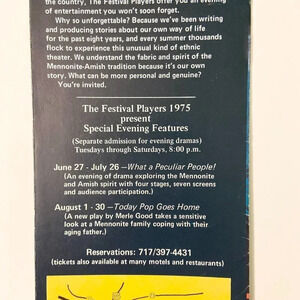 the country, The Festival Players offer you an evening
of entertainment you won't soon forget.
Why so unforgettable? Because we've been writing
and producing stories about our own way of life
for the past eight years, and every summer thousands
flock to experience this unusual kind of ethnic
theater. We understand the fabric and spirit of the
Mennonite-Amish tradition because it's our own
story. What can be more personal and genuine?
You're invited.
The Festival Players 1975
present
Special Evening Features
(Separate admission for evening dramas)
Tuesdays through Saturdays, 8:00 p.m.
June 27 - July 26—What a Peculiar People!
(An evening of drama exploring the Mennonite
and Amish spirit with four stages, seven screens
and audience participation.)
August 1 - 30—Today Pop Goes Home
(A new play by Merle Good takes a sensitive
look at a Mennonite family coping with their
aging father.)
Reservations: 717/397-4431
(tickets also available at many motels and restaurants)